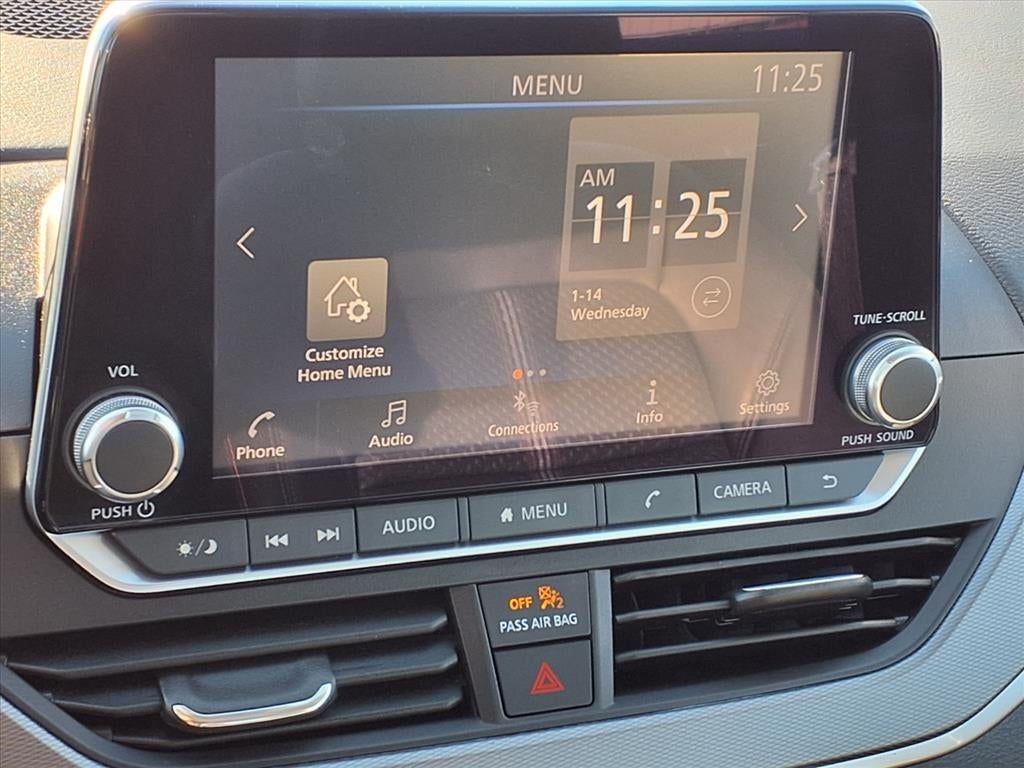 MENU
11:25
AM
11:25
1-14
Wednesday
Customize
Home Menu
Phone
Audio
Connections
i
Info
Settings
VOL
PUSH
TUNE·SCROLL
PUSH SOUND
AUDIO
MENU
CAMERA
OFF 2
PASS AIR BAG